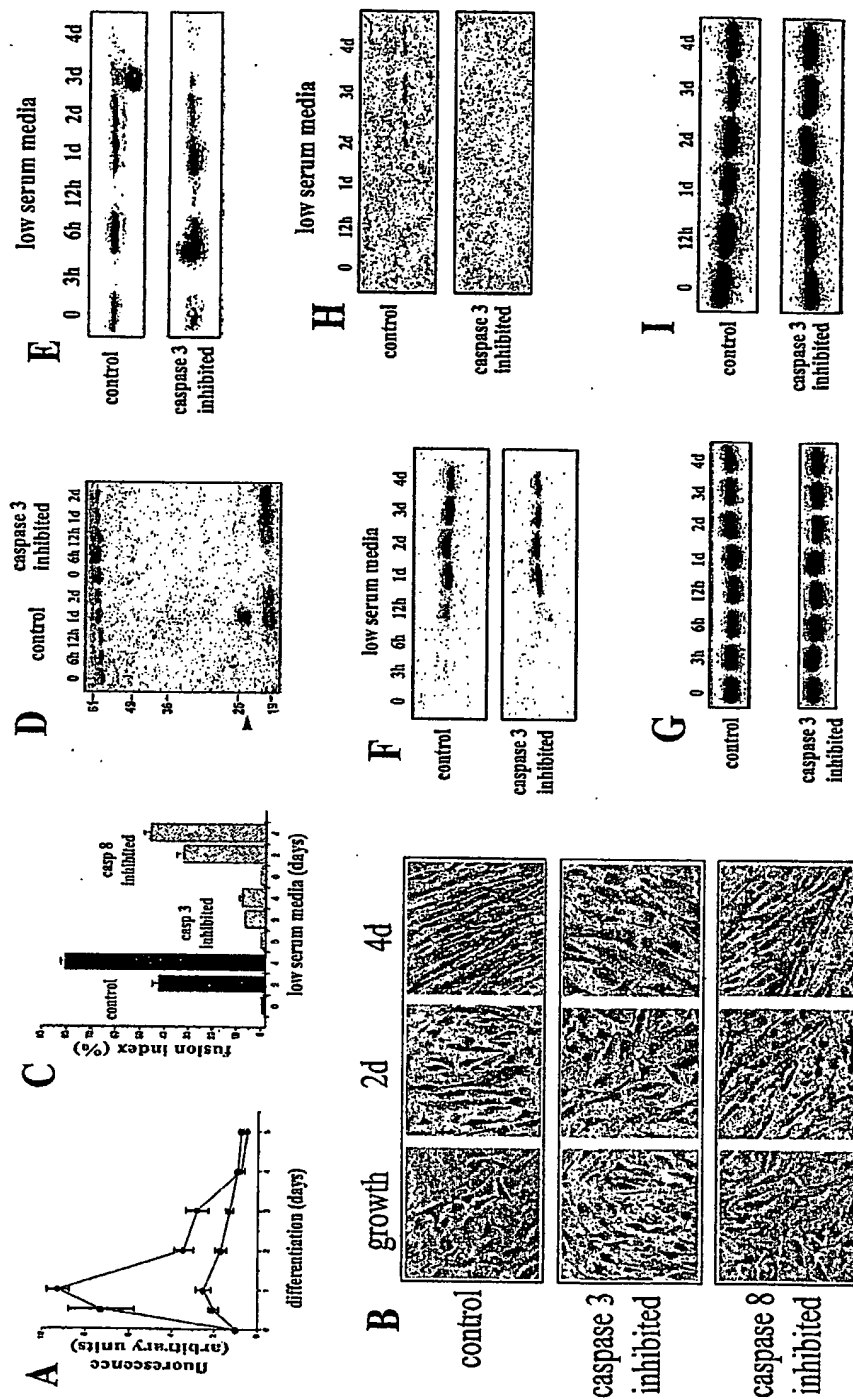 A
fluorescence
(arbitrary units)
differentiation (days)
B
growth
2d
4d
control
caspase 3
inhibited
caspase 8
inhibited
C
fusion index (%)
control
casp 3
inhibited
casp 8
inhibited
low serum media (days)
D
control
caspase 3
inhibited
0 6h 12h 1d 2d 0 6h 12h 1d 2d
49-
36-
19-
E
low serum media
0 3h 6h 12h 1d 2d 3d 4d
control
caspase 3
inhibited
F
low serum media
0 3h 6h 12h 1d 2d 3d 4d
control
caspase 3
inhibited
G
control
0 3h 6h 12h 1d 2d 3d 4d
caspase 3
inhibited
H
low serum media
0 12h 1d 2d 3d 4d
control
caspase 3
inhibited
I
0 12h 1d 2d 3d 4d
control
caspase 3
inhibited